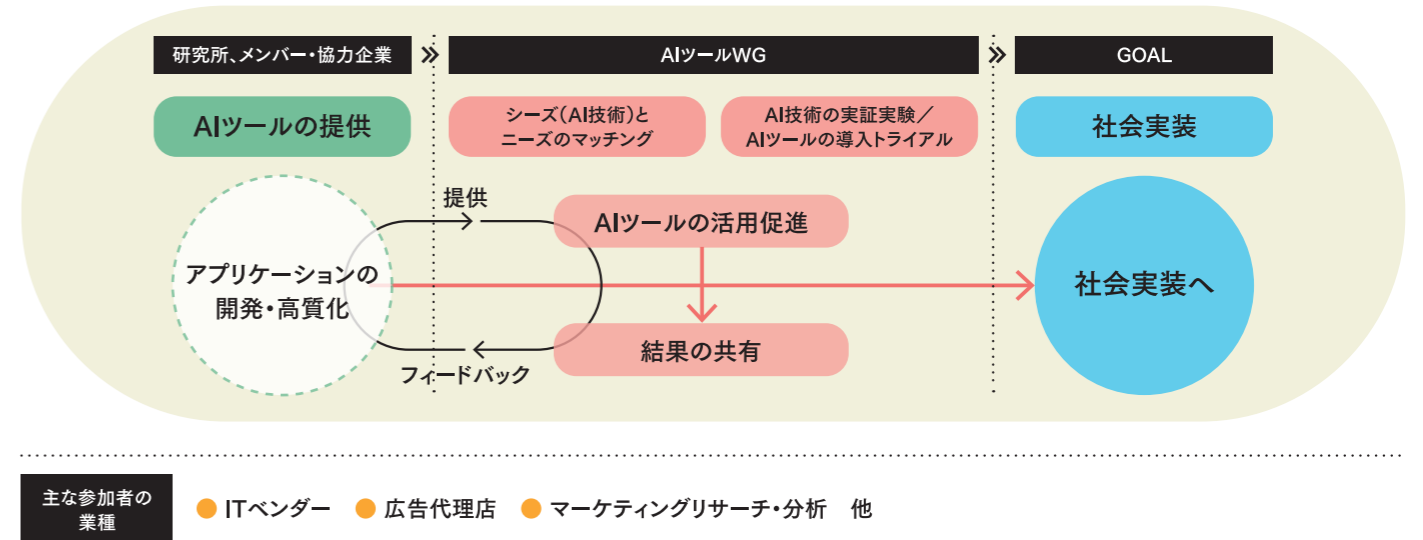 研究所、メンバー・協力企業
AIツールWG
GOAL
AIツールの提供
シーズ(AI技術)と
ニーズのマッチング
AI技術の実証実験／
AIツールの導入トライアル
社会実装
提供
AIツールの活用促進
アプリケーションの
開発・高質化
社会実装へ
結果の共有
フィードバック
主な参加者の
業種
ITベンダー
広告代理店
マーケティングリサーチ・分析 他